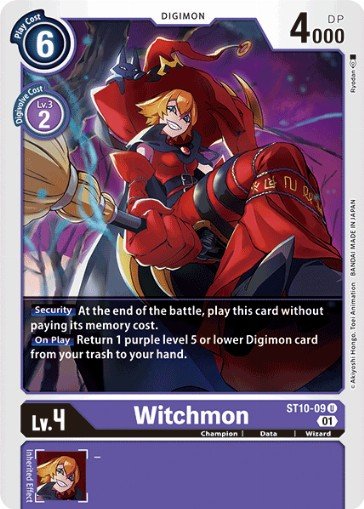 DIGIMON
Play Cost
6
4000 DP
Digivolve Cost
Lv.3
2
Ryodan
© Akiyoshi Hongo, Toei Animation BANDAI MADE IN JAPAN
Security At the end of the battle, play this card without
paying its memory cost.
On Play Return 1 purple level 5 or lower Digimon card
from your trash to your hand.
Lv.4
Witchmon
ST10-09 U
01
Champion | Data | Wizard
Inherited Effect
–